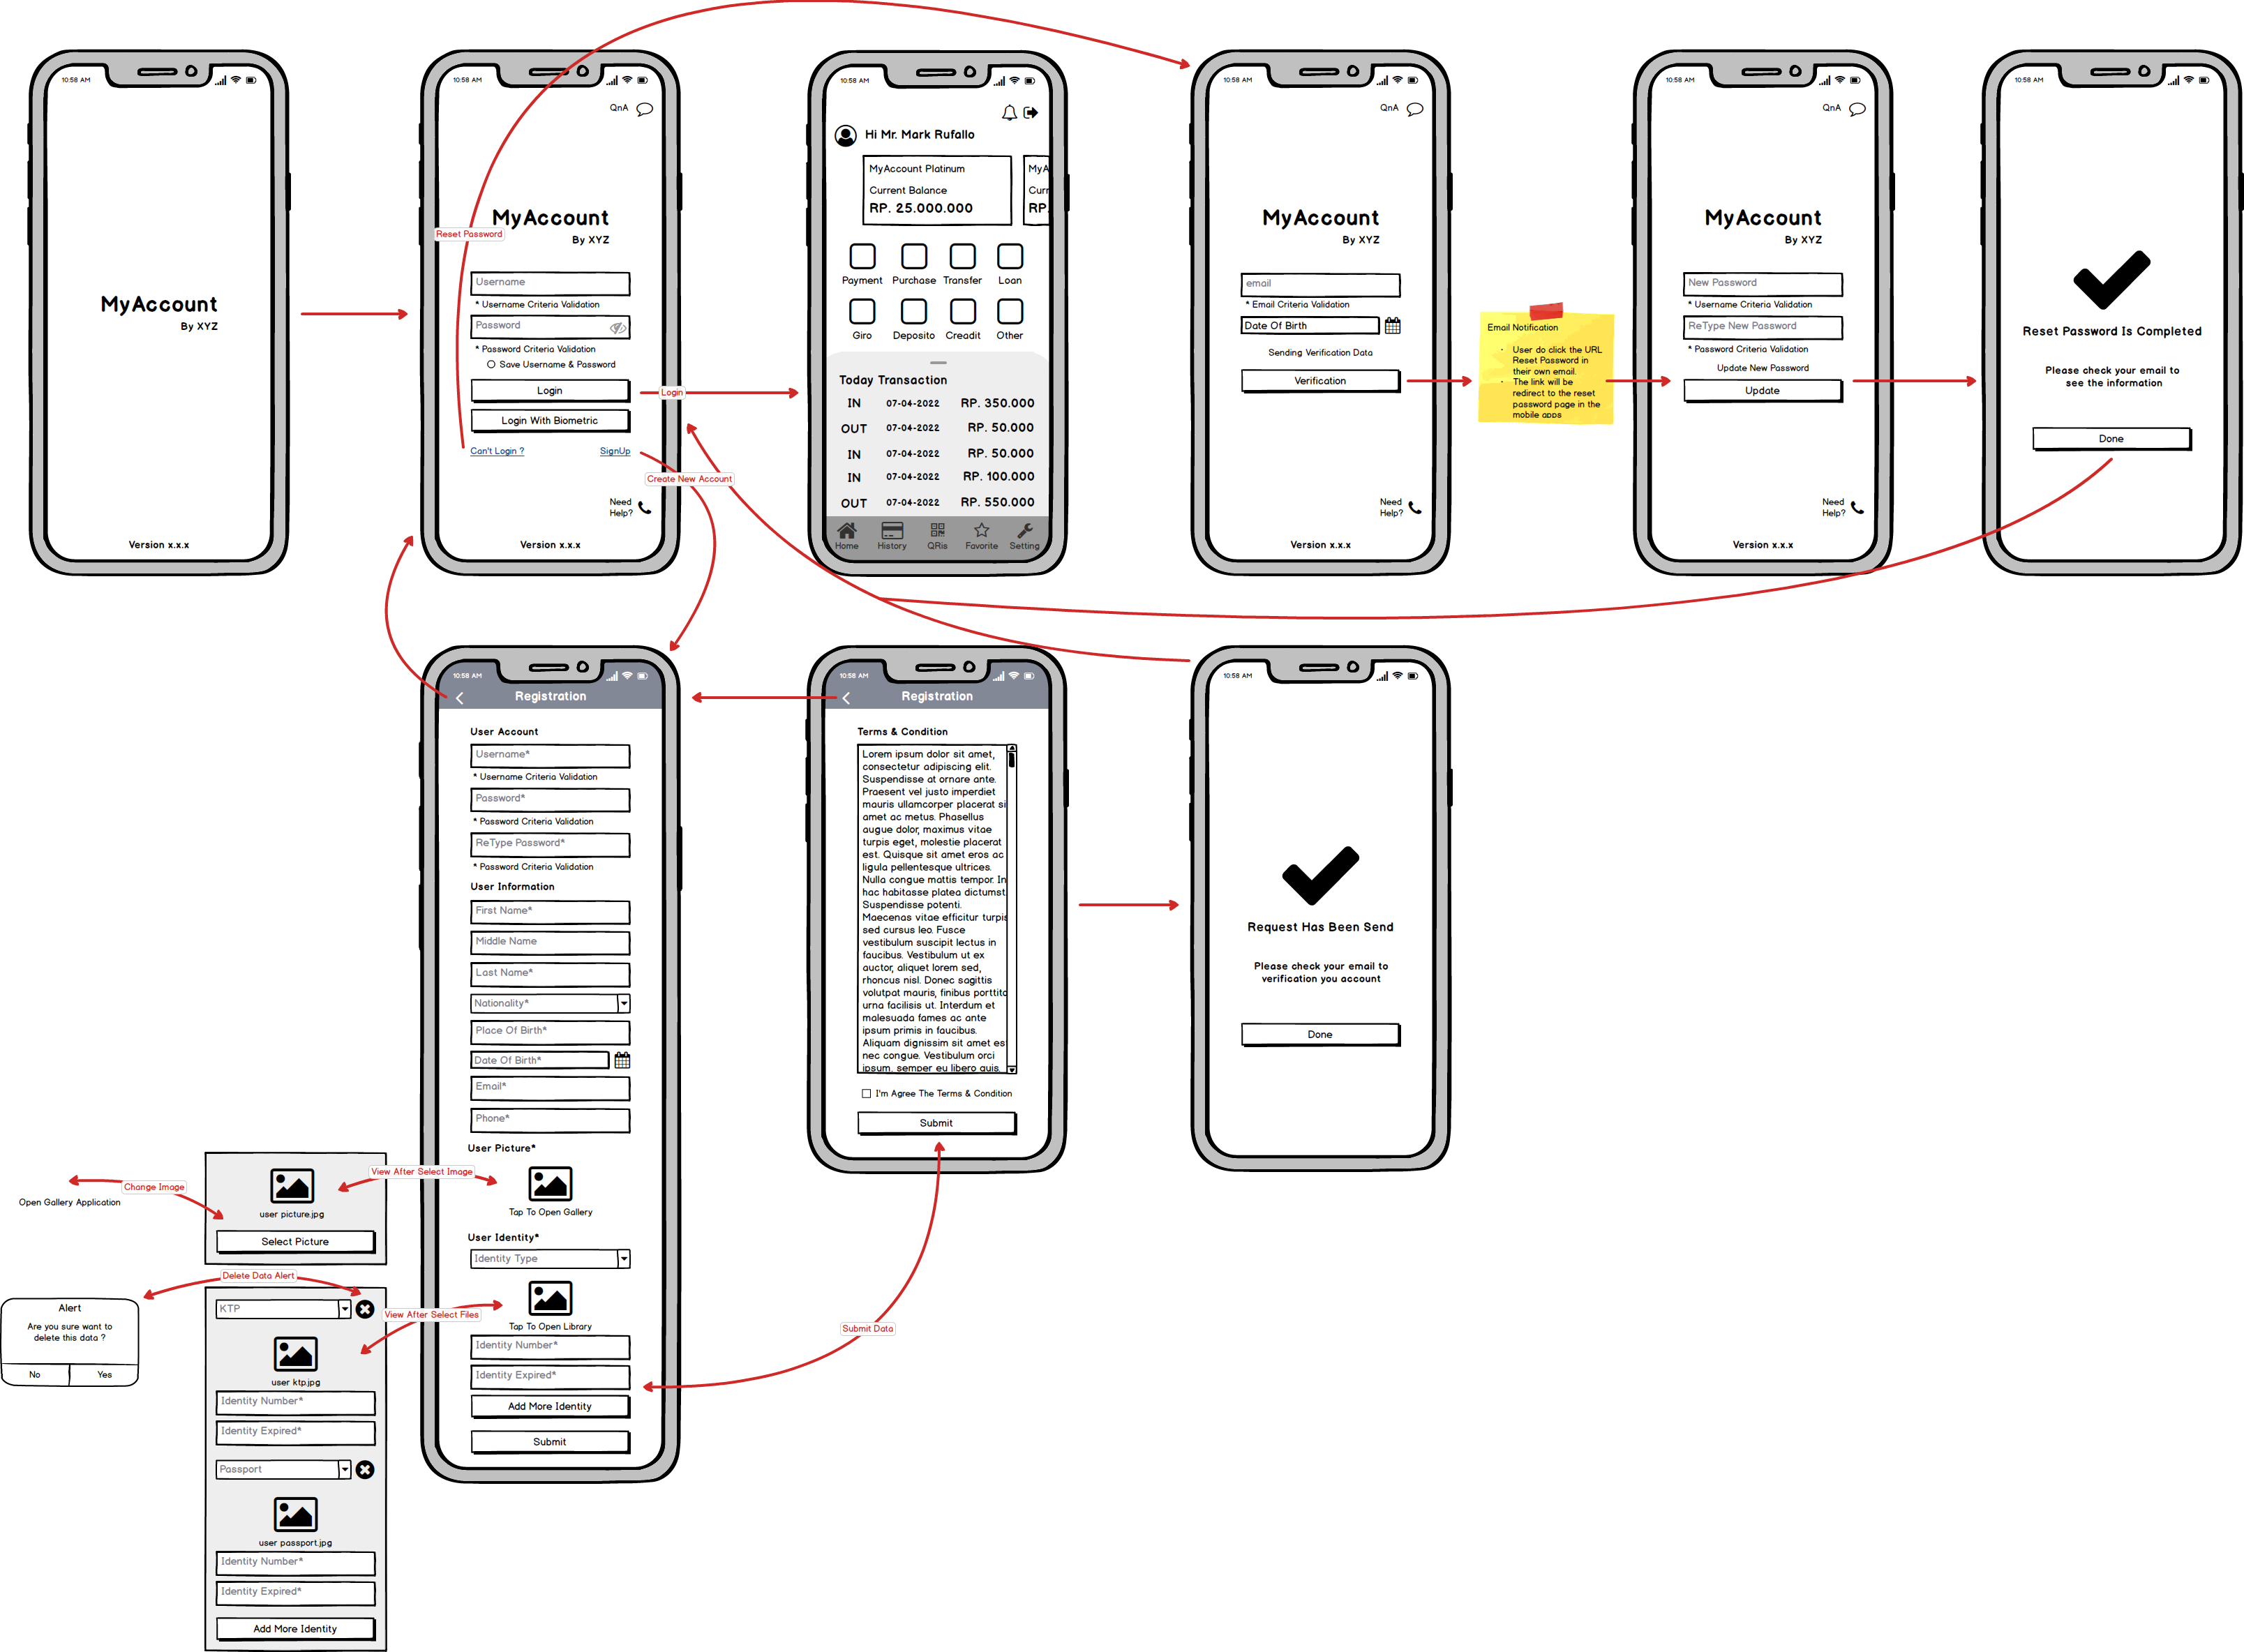 10:58 AM
MyAccount
By XYZ
Version x.x.x
10:58 AM
QnA
Reset Password
MyAccount
By XYZ
Username
* Username Criteria Validation
Password
* Password Criteria Validation
Save Username & Password
Login
Login With Biometric
Can't Login ?
SignUp
Need
Help?
Version x.x.x
Login
Create New Account
10:58 AM
Hi Mr. Mark Rufallo
MyAccount Platinum
Current Balance
RP. 25.000.000
MyA
Curr
RP.
Payment
Purchase
Transfer
Loan
Giro
Deposito
Creadit
Other
Today Transaction
IN 07-04-2022 RP. 350.000
OUT 07-04-2022 RP. 50.000
IN 07-04-2022 RP. 50.000
IN 07-04-2022 RP. 100.000
OUT 07-04-2022 RP. 550.000
Home
History
QRis
Favorite
Setting
10:58 AM
QnA
MyAccount
By XYZ
email
* Email Criteria Validation
Date Of Birth
Sending Verification Data
Verification
Need
Help?
Version x.x.x
Email Notification
· User do click the URL
Reset Password in
their own email.
· The link will be
redirect to the reset
password page in the
mobile apps
10:58 AM
QnA
MyAccount
By XYZ
New Password
* Username Criteria Validation
ReType New Password
* Password Criteria Validation
Update New Password
Update
Need
Help?
Version x.x.x
10:58 AM
Reset Password Is Completed
Please check your email to
see the information
Done
10:58 AM
Registration
User Account
Username*
* Username Criteria Validation
Password*
* Password Criteria Validation
ReType Password*
* Password Criteria Validation
User Information
First Name*
Middle Name
Last Name*
Nationality*
Place Of Birth*
Date Of Birth*
Email*
Phone*
User Picture*
Tap To Open Gallery
User Identity*
Identity Type
Tap To Open Library
Identity Number*
Identity Expired*
Add More Identity
Submit
10:58 AM
Registration
Terms & Condition
Lorem ipsum dolor sit amet,
consectetur adipiscing elit.
Suspendisse at ornare ante.
Praesent vel justo imperdiet
mauris ullamcorper placerat si
amet ac metus. Phasellus
augue dolor, maximus vitae
turpis eget, molestie placerat
est. Quisque sit amet eros ac
ligula pellentesque ultrices.
Nulla congue mattis tempor. In
hac habitasse platea dictumst.
Suspendisse potenti.
Maecenas vitae efficitur turpis
sed cursus leo. Fusce
vestibulum suscipit lectus in
faucibus. Vestibulum ut ex
auctor, aliquet lorem sed,
rhoncus nisl. Donec sagittis
volutpat mauris, finibus porttito
urna facilisis ut. Interdum et
malesuada fames ac ante
ipsum primis in faucibus.
Aliquam dignissim sit amet es
nec congue. Vestibulum orci
ipsum, semper eu libero quis,
I'm Agree The Terms & Condition
Submit
Submit Data
10:58 AM
Request Has Been Send
Please check your email to
verification you account
Done
Open Gallery Application
Change Image
View After Select Image
user picture.jpg
Select Picture
Delete Data Alert
View After Select Files
Alert
Are you sure want to
delete this data ?
No
Yes
KTP
user ktp.jpg
Identity Number*
Identity Expired*
Passport
user passport.jpg
Identity Number*
Identity Expired*
Add More Identity